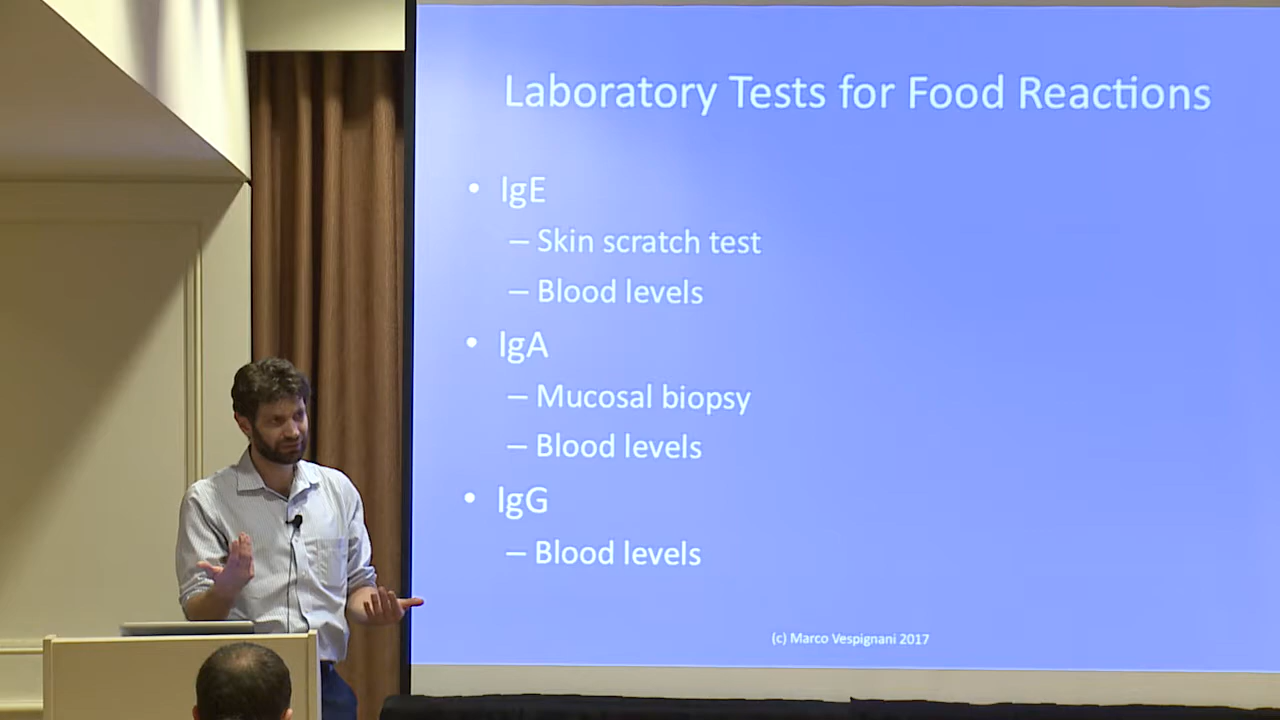 Laboratory Tests for Food Reactions
• IgE
– Skin scratch test
– Blood levels
• IgA
– Mucosal biopsy
– Blood levels
• IgG
– Blood levels
(c) Marco Vespignani 2017